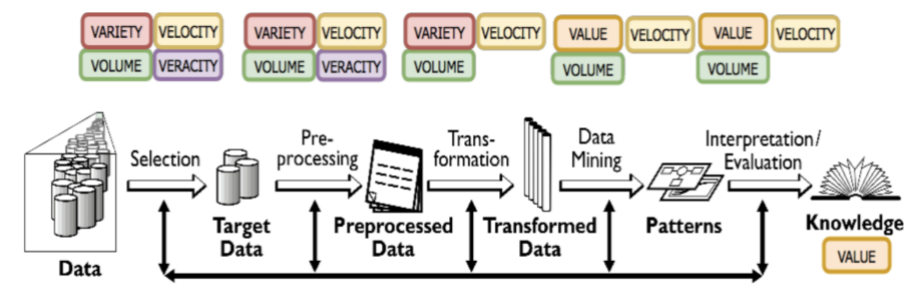 VARIETY VELOCITY VARIETY VELOCITY VARIETY VELOCITY VALUE VELOCITY VALUE VELOCITY
VOLUME VERACITY VOLUME VERACITY VOLUME VOLUME VOLUME
Selection
Pre-
processing
Trans-
formation
Data
Mining
Interpretation/
Evaluation
Data
Target
Data
Preprocessed
Data
Transformed
Data
Patterns
Knowledge
VALUE